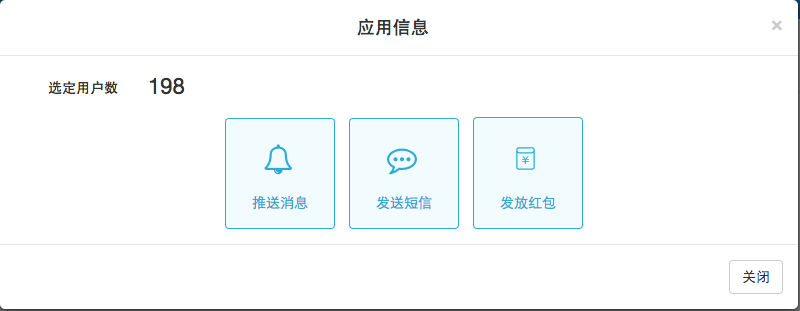 应用信息
×
选定用户数 198
¥
推送消息 发送短信 发放红包
关闭